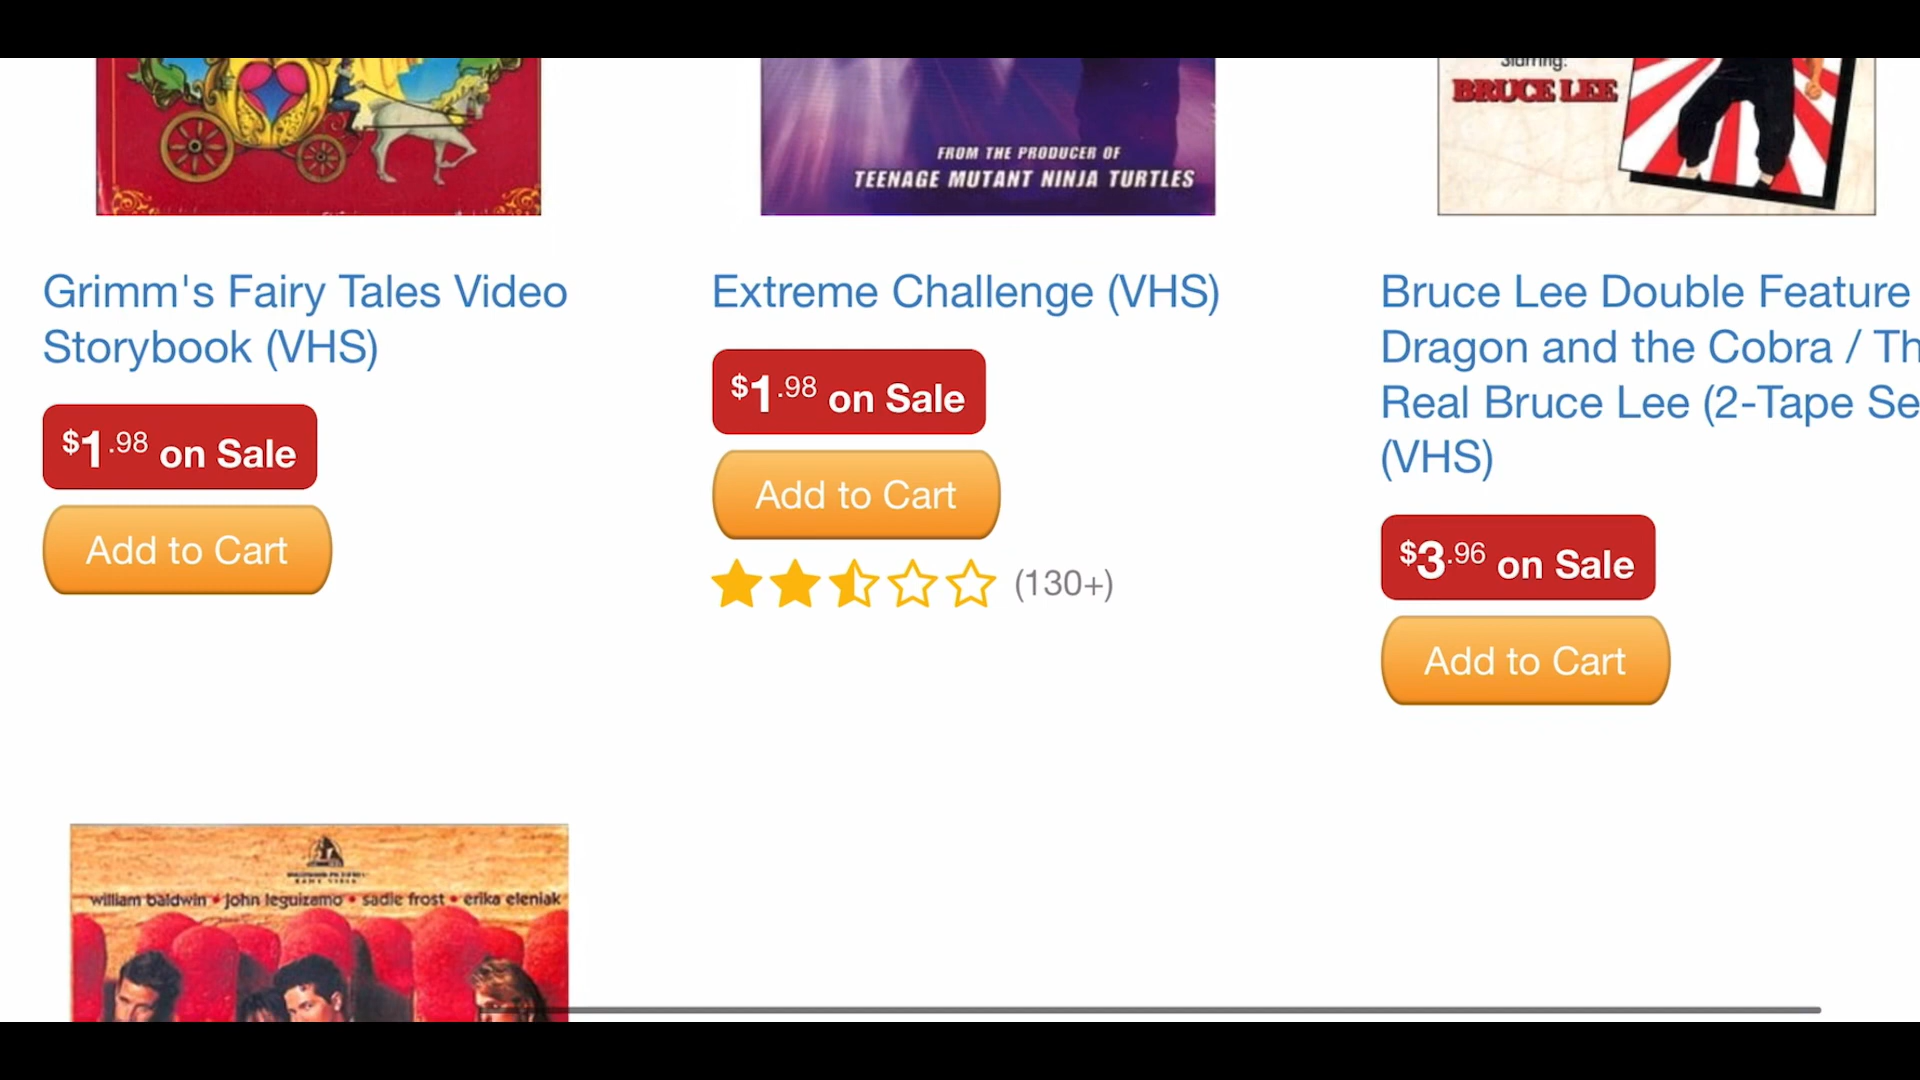 Starring:
BRUCE LEE
FROM THE PRODUCER OF
TEENAGE MUTANT NINJA TURTLES
Grimm's Fairy Tales Video
Storybook (VHS)
$1.98 on Sale
Add to Cart
Extreme Challenge (VHS)
$1.98 on Sale
Add to Cart
(130+)
Bruce Lee Double Feature
Dragon and the Cobra / Th
Real Bruce Lee (2-Tape Se
(VHS)
$3.96 on Sale
Add to Cart
william baldwin • john leguizamo • sadie frost • erika eleniak